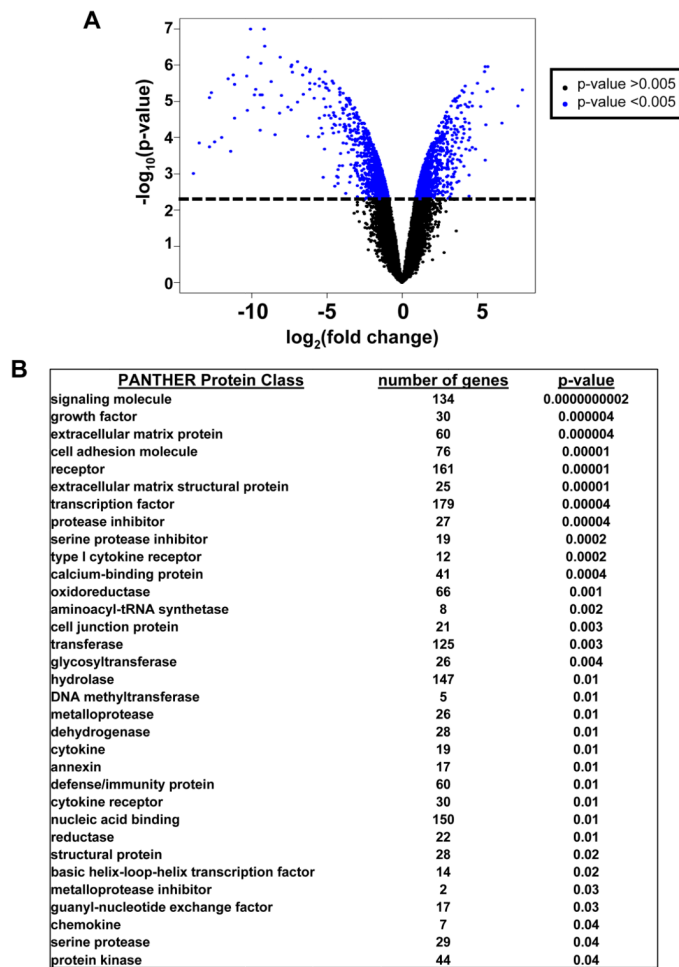 A
7
6
5
4
3
2
1
0
-log10(p-value)
-10 -5 0 5
log2(fold change)
p-value >0.005
p-value <0.005
B
PANTHER Protein Class number of genes p-value
signaling molecule 134 0.0000000002
growth factor 30 0.000004
extracellular matrix protein 60 0.000004
cell adhesion molecule 76 0.00001
receptor 161 0.00001
extracellular matrix structural protein 25 0.00001
transcription factor 179 0.00004
protease inhibitor 27 0.00004
serine protease inhibitor 19 0.0002
type I cytokine receptor 12 0.0002
calcium-binding protein 41 0.0004
oxidoreductase 66 0.001
aminoacyl-tRNA synthetase 8 0.002
cell junction protein 21 0.003
transferase 125 0.003
glycosyltransferase 26 0.004
hydrolase 147 0.01
DNA methyltransferase 5 0.01
metalloprotease 26 0.01
dehydrogenase 28 0.01
cytokine 19 0.01
annexin 17 0.01
defense/immunity protein 60 0.01
cytokine receptor 30 0.01
nucleic acid binding 150 0.01
reductase 22 0.01
structural protein 28 0.02
basic helix-loop-helix transcription factor 14 0.02
metalloprotease inhibitor 2 0.03
guanyl-nucleotide exchange factor 17 0.03
chemokine 7 0.04
serine protease 29 0.04
protein kinase 44 0.04